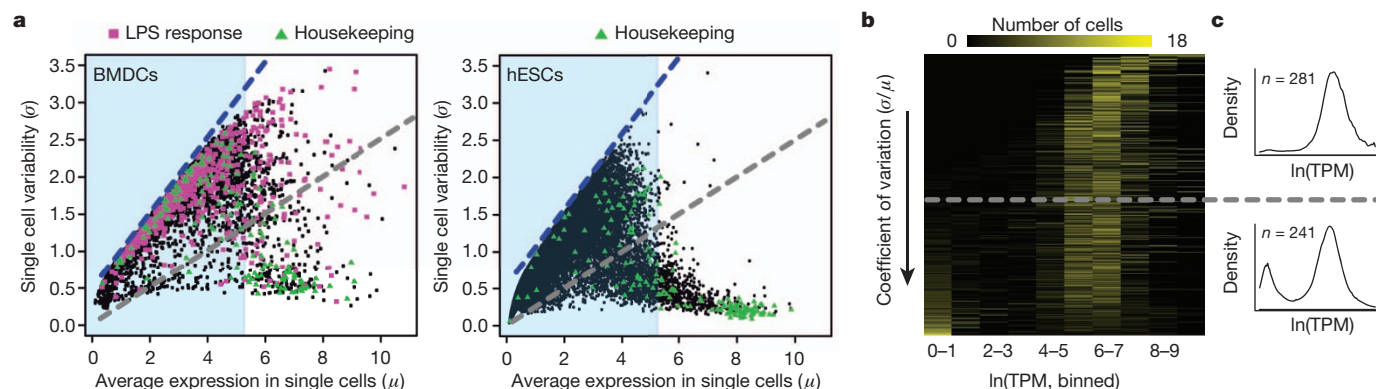 a
LPS response
Housekeeping
BMDCs
Single cell variability (σ)
3.5
3.0
2.5
2.0
1.5
1.0
0.5
0.0
0 2 4 6 8 10
Average expression in single cells (μ)
Housekeeping
hESCs
Single cell variability (σ)
3.5
3.0
2.5
2.0
1.5
1.0
0.5
0.0
0 2 4 6 8 10
Average expression in single cells (μ)
b
Number of cells
0 18
Coefficient of variation (σ/μ)
0–1 2–3 4–5 6–7 8–9
ln(TPM, binned)
c
n = 281
Density
ln(TPM)
n = 241
Density
ln(TPM)